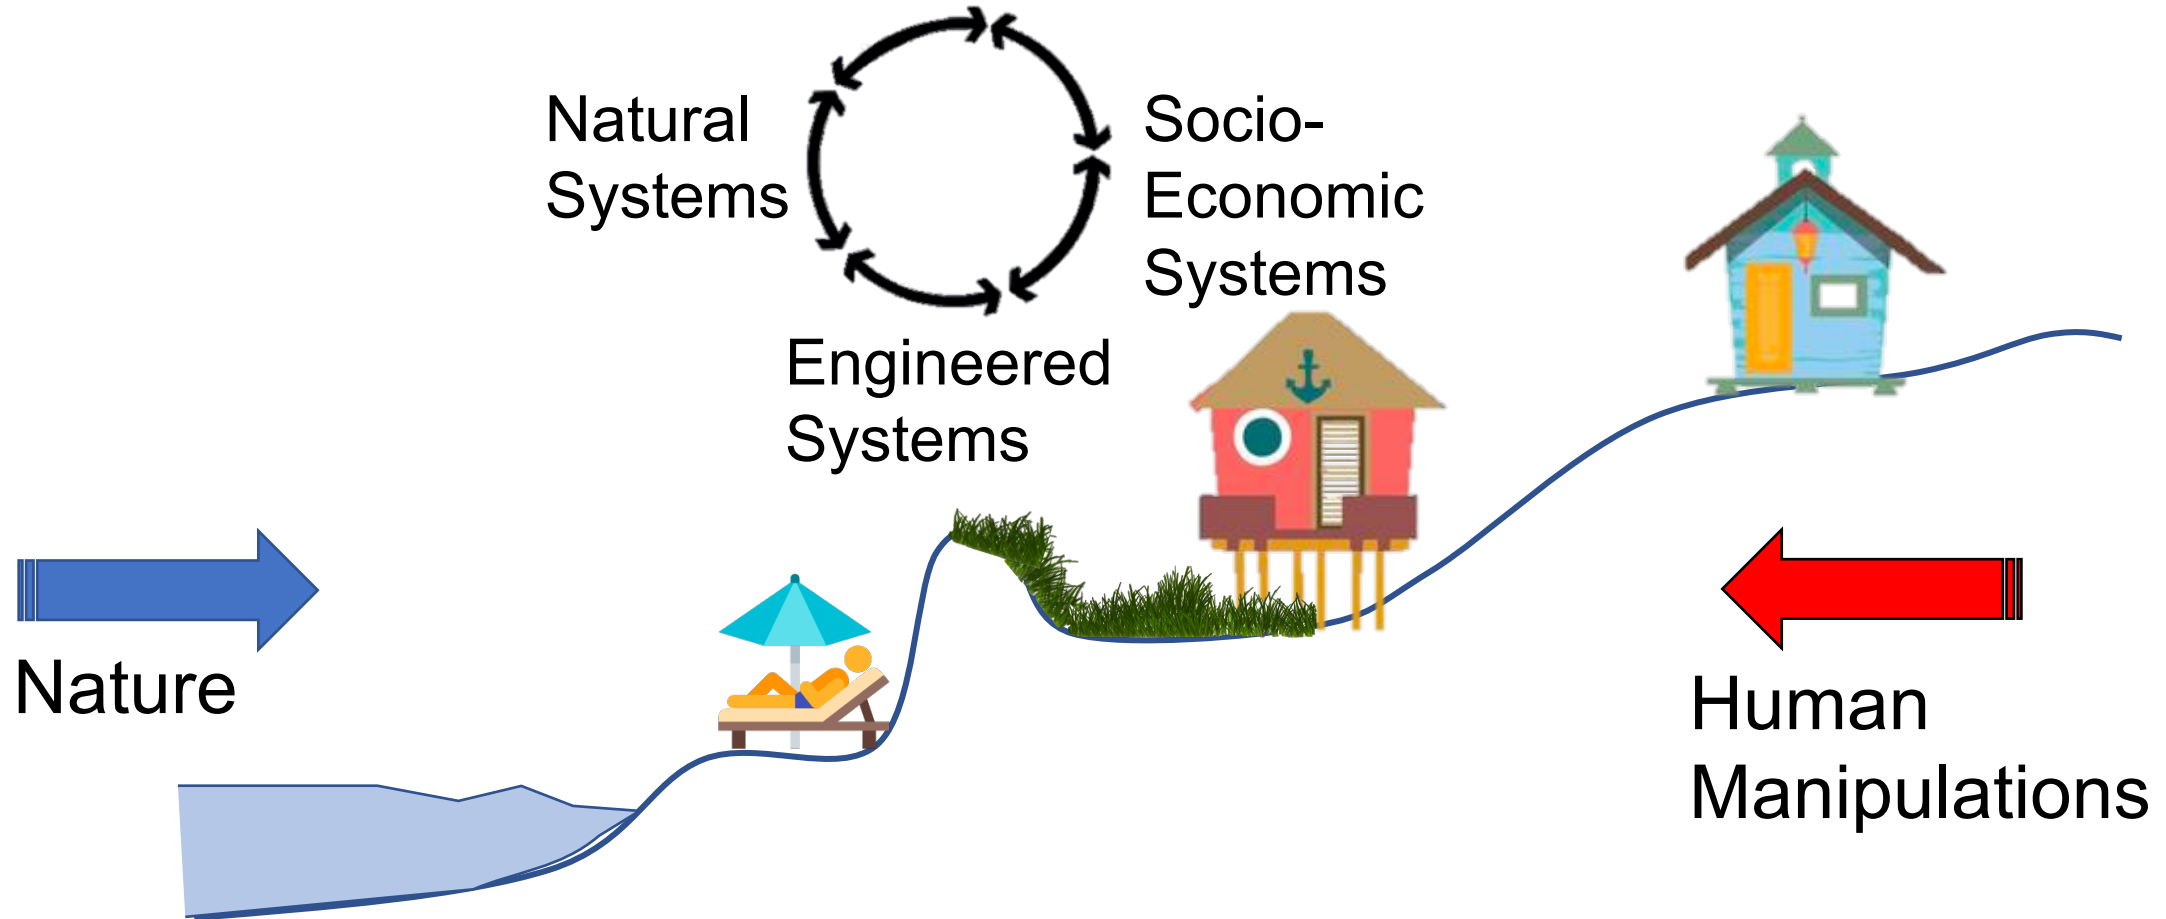 Natural
Systems
Socio-
Economic
Systems
Engineered
Systems
Nature
Human
Manipulations